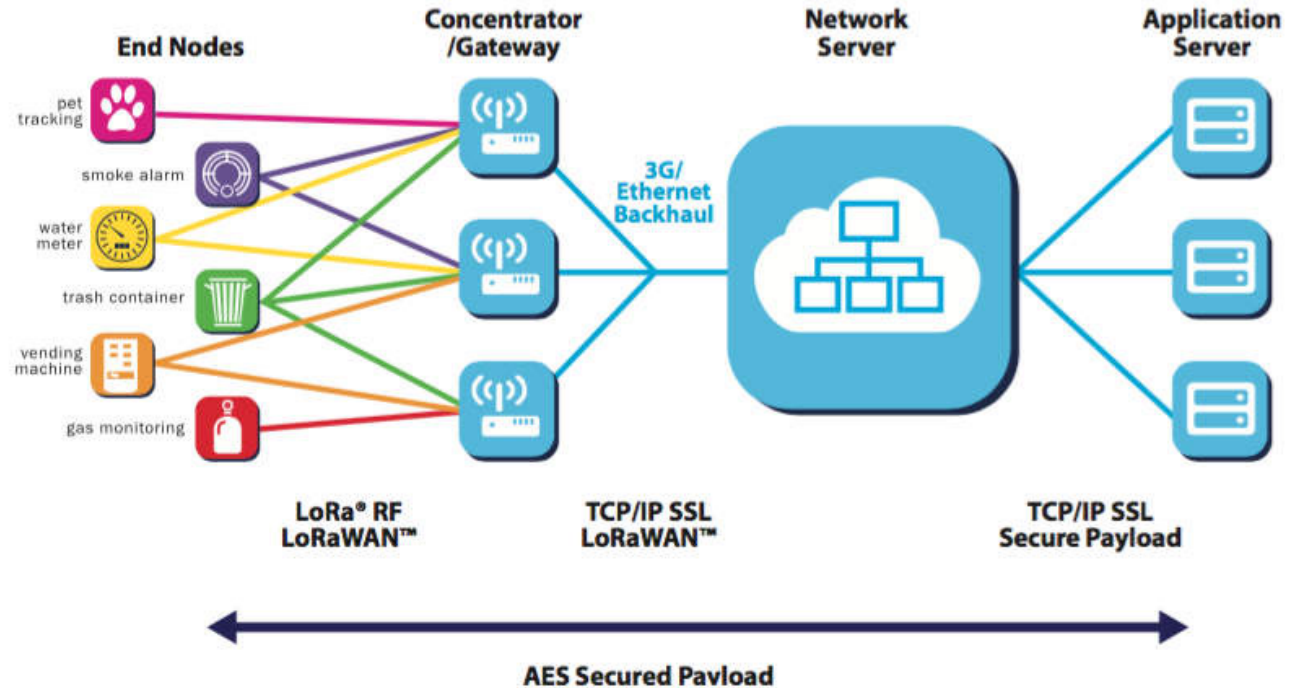 End Nodes
Concentrator
/Gateway
Network
Server
Application
Server
pet
tracking
smoke alarm
water
meter
trash container
vending
machine
gas monitoring
3G/
Ethernet
Backhaul
LoRa® RF
LoRaWAN™
TCP/IP SSL
LoRaWAN™
TCP/IP SSL
Secure Payload
AES Secured Payload